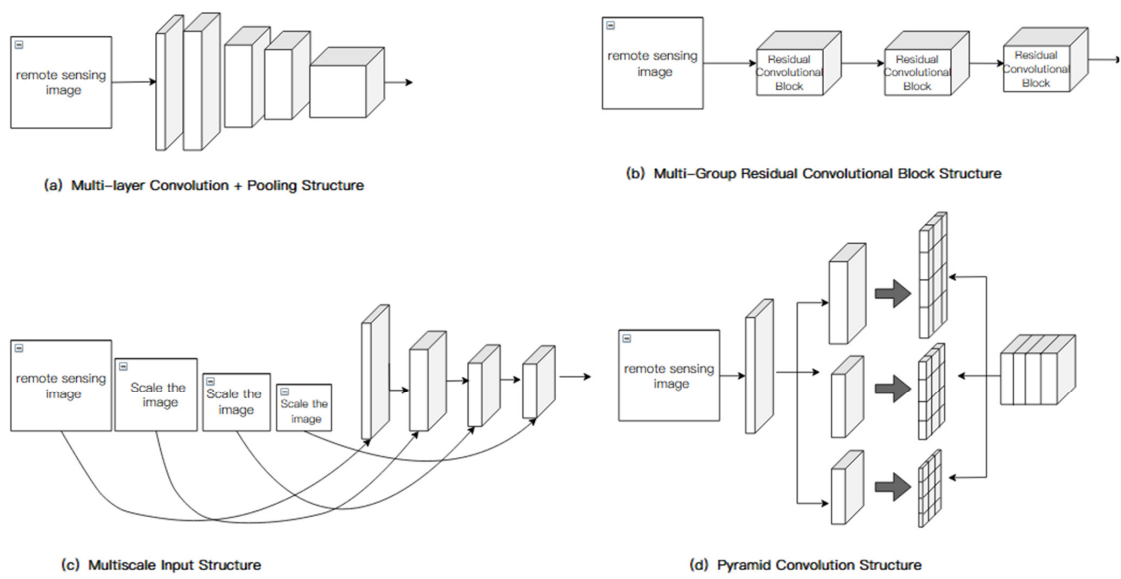 remote sensing
image
(a) Multi-layer Convolution + Pooling Structure
remote sensing
image
Residual
Convolutional
Block
Residual
Convolutional
Block
Residual
Convolutional
Block
(b) Multi-Group Residual Convolutional Block Structure
remote sensing
image
Scale the
image
Scale the
image
Scale the
image
(c) Multiscale Input Structure
remote sensing
image
(d) Pyramid Convolution Structure